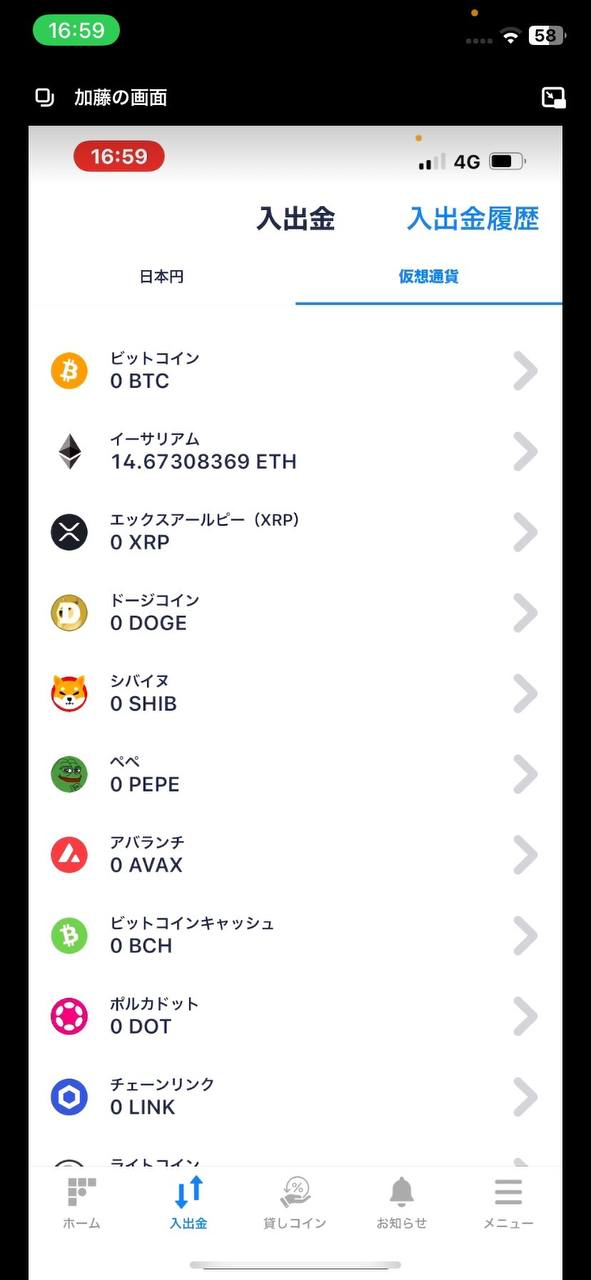 16:59
58
加藤の画面
16:59
4G
入出金
入出金履歴
日本円
仮想通貨
ビットコイン
0 BTC
イーサリアム
14.67308369 ETH
エックスアールピー（XRP）
0 XRP
ドージコイン
0 DOGE
シバイヌ
0 SHIB
ペペ
0 PEPE
アバランチ
0 AVAX
ビットコインキャッシュ
0 BCH
ポルカドット
0 DOT
チェーンリンク
0 LINK
ライトコイン
ホーム
入出金
貸しコイン
お知らせ
メニュー